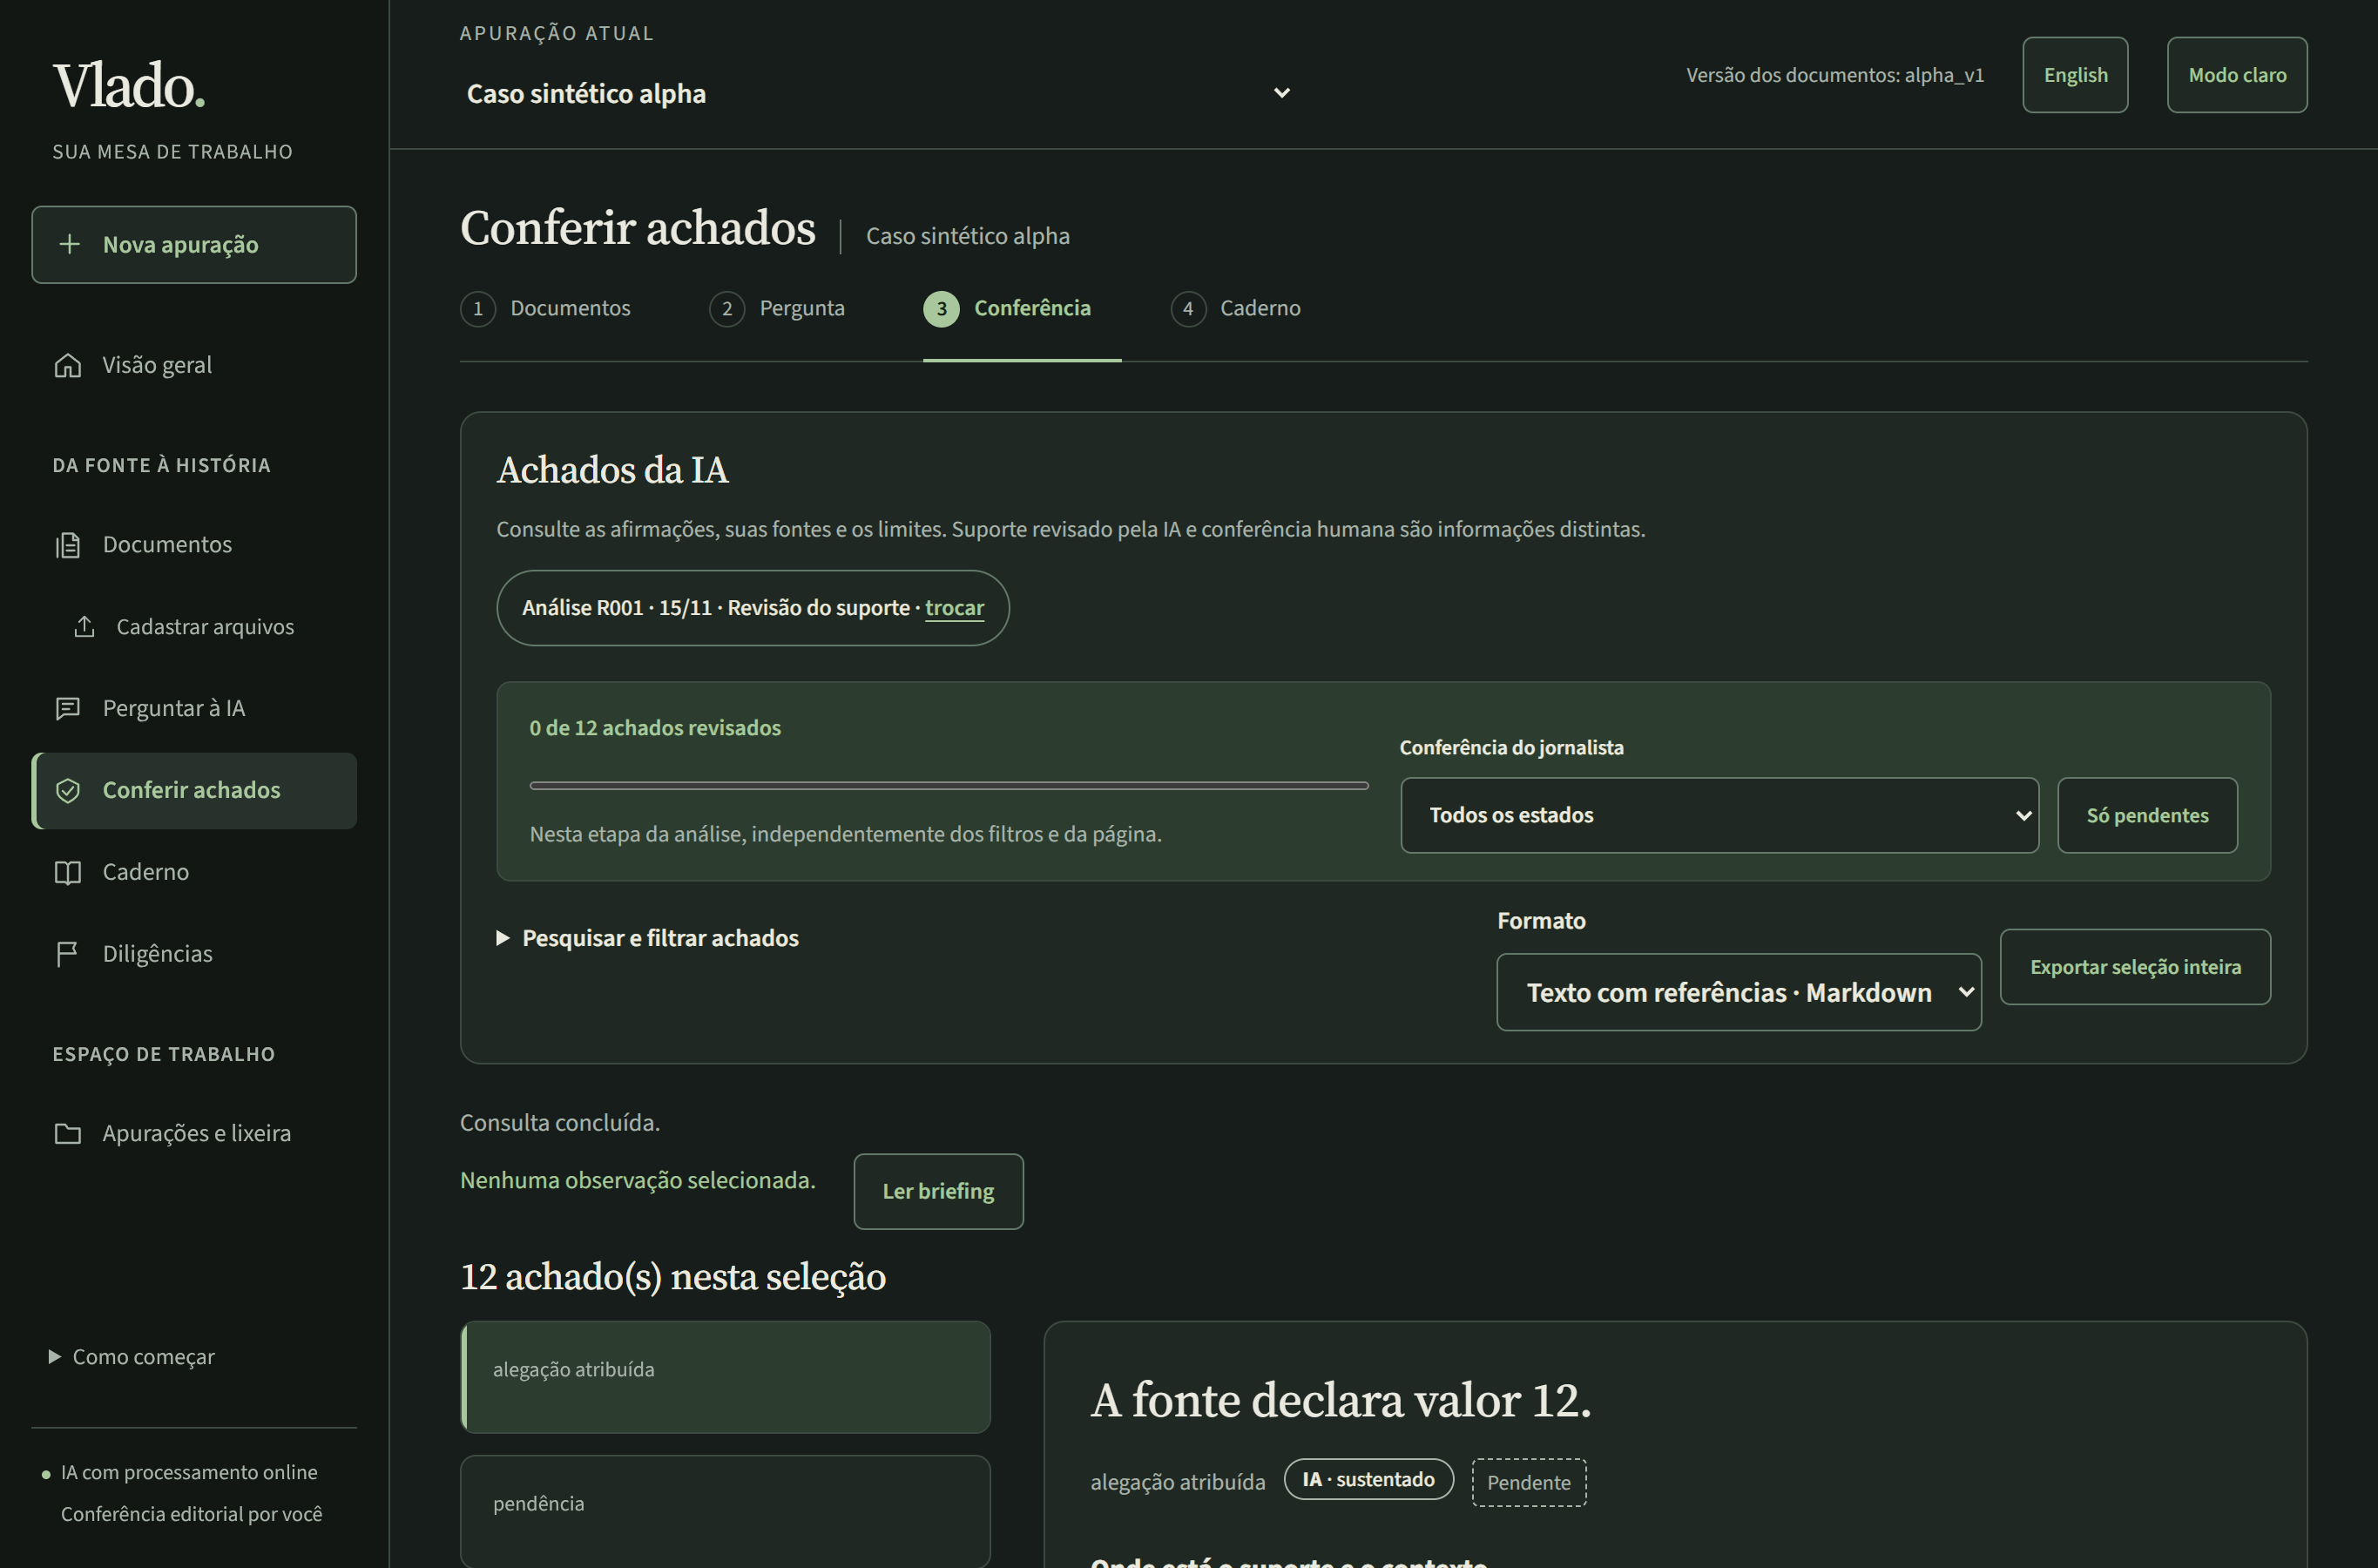 Vlado.
SUA MESA DE TRABALHO
Nova apuração
Visão geral
DA FONTE À HISTÓRIA
Documentos
Cadastrar arquivos
Perguntar à IA
Conferir achados
Caderno
Diligências
ESPAÇO DE TRABALHO
Apurações e lixeira
Como começar
IA com processamento online
Conferência editorial por você
APURAÇÃO ATUAL
Caso sintético alpha
Versão dos documentos: alpha_v1
English
Modo claro
Conferir achados
Caso sintético alpha
1 Documentos
2 Pergunta
3 Conferência
4 Caderno
Achados da IA
Consulte as afirmações, suas fontes e os limites. Suporte revisado pela IA e conferência humana são informações distintas.
Análise R001 · 15/11 · Revisão do suporte · trocar
0 de 12 achados revisados
Nesta etapa da análise, independentemente dos filtros e da página.
Conferência do jornalista
Todos os estados
Só pendentes
Pesquisar e filtrar achados
Formato
Texto com referências · Markdown
Exportar seleção inteira
Consulta concluída.
Nenhuma observação selecionada.
Ler briefing
12 achado(s) nesta seleção
alegação atribuída
pendência
A fonte declara valor 12.
alegação atribuída
IA · sustentado
Pendente
Onde está o suporte e o contexto